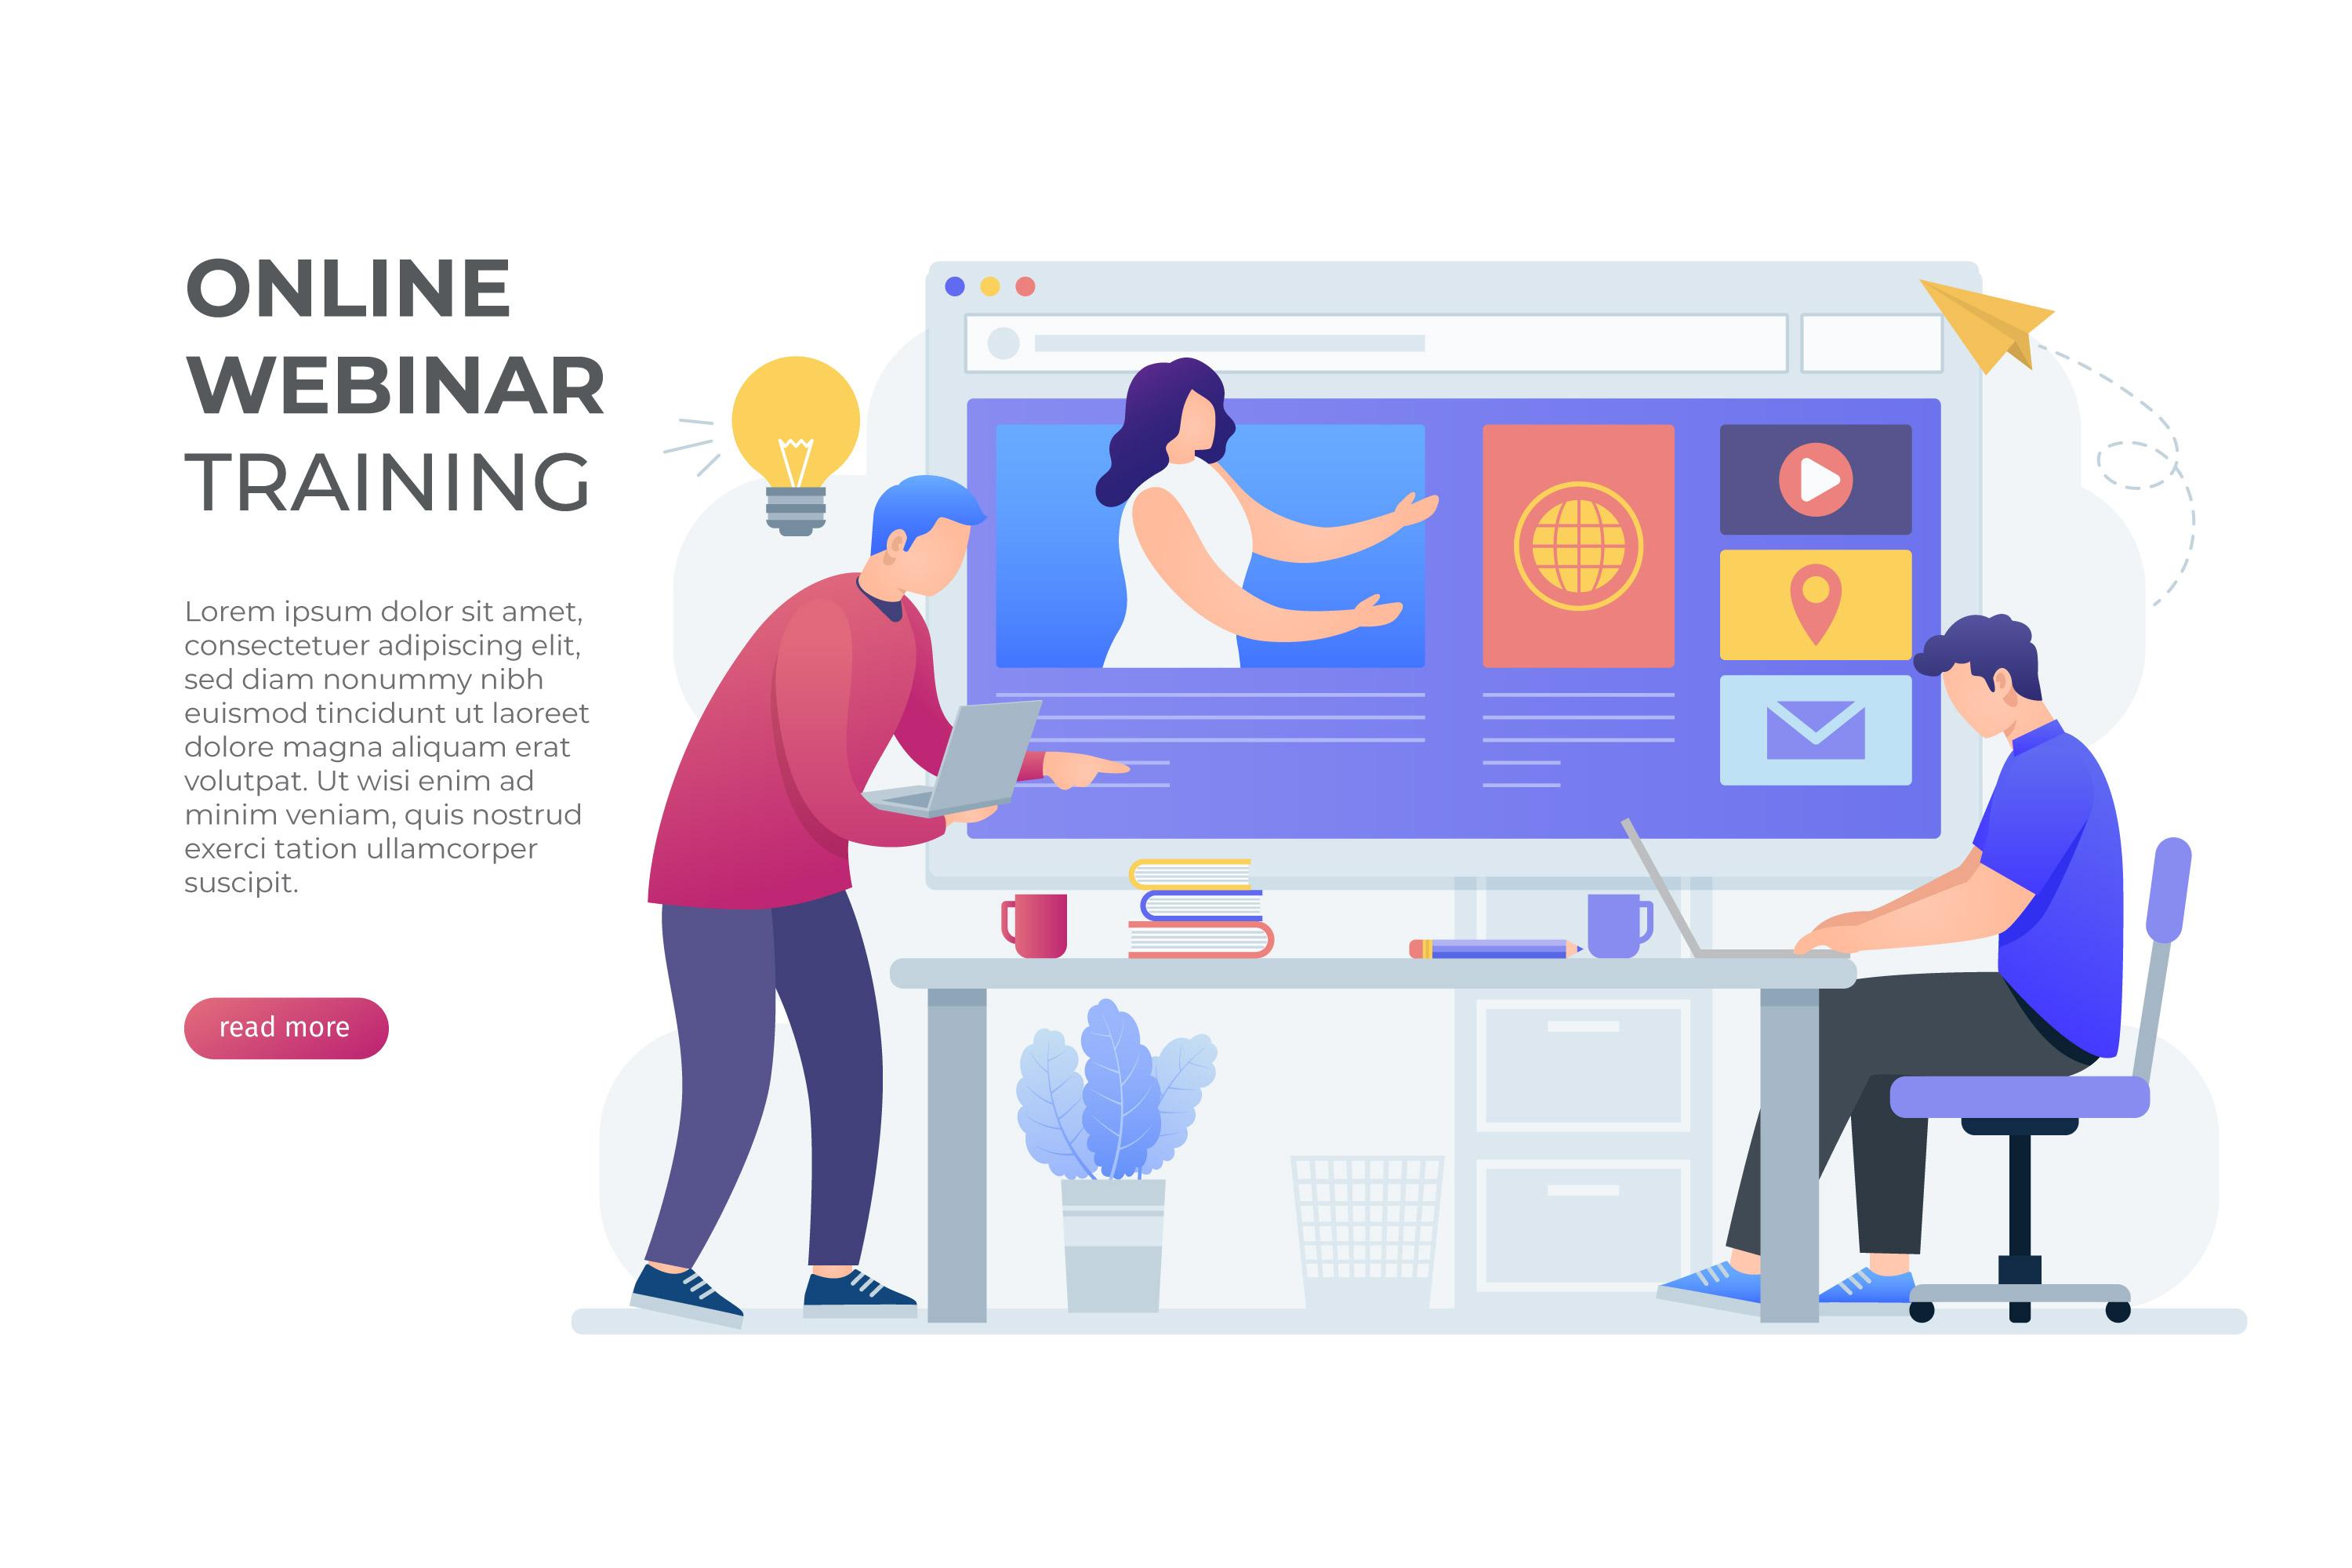 ONLINE
WEBINAR
TRAINING
Lorem ipsum dolor sit amet,
consectetuer adipiscing elit,
sed diam nonummy nibh
euismod tincidunt ut laoreet
dolore magna aliquam erat
volutpat. Ut wisi enim ad
minim veniam, quis nostrud
exerci tation ullamcorper
suscipit.
read more